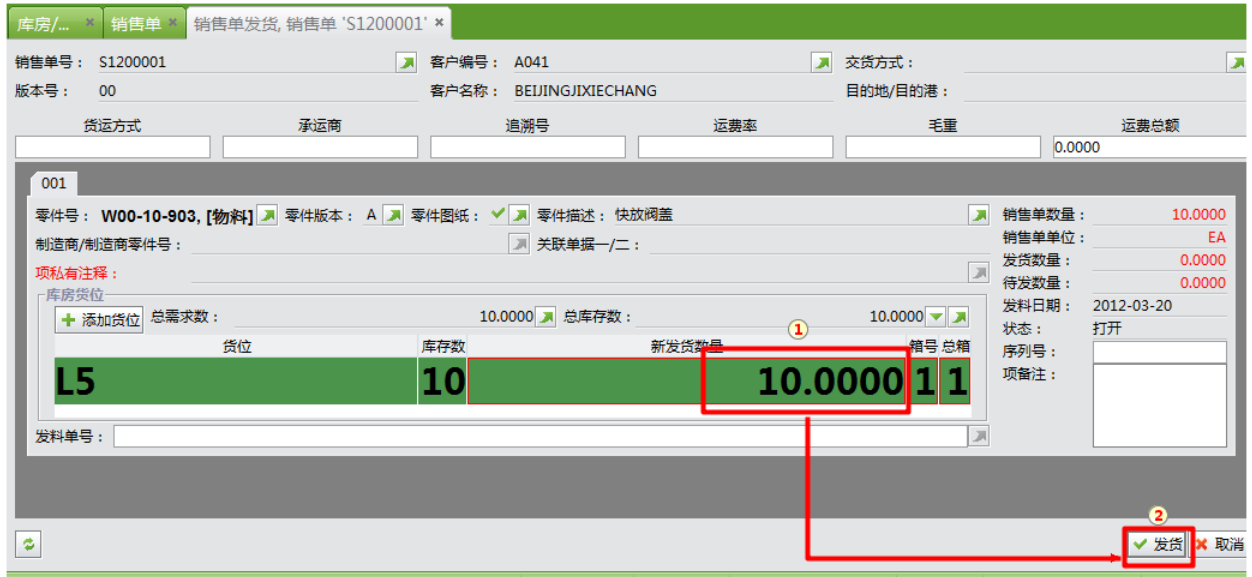 库房/... × 销售单 × 销售单发货, 销售单 'S1200001' ×
销售单号： S1200001 客户编号： A041 交货方式：
版本号： 00 客户名称： BEIJINGJIXIECHANG 目的地/目的港：
货运方式 承运商 追溯号 运费率 毛重 运费总额
0.0000
001
零件号： W00-10-903, [物料] 零件版本： A 零件图纸： 零件描述： 快放阀盖 销售单数量： 10.0000
制造商/制造商零件号： 关联单据一/二： 销售单单位： EA
项私有注释： 发货数量： 0.0000
库房货位 待发数量： 0.0000
添加货位 总需求数： 10.0000 总库存数： 10.0000 发料日期： 2012-03-20
1 状态： 打开
货位 库存数 新发货数量 箱号 总箱 序列号：
L5 10 10.0000 1 1 项备注：
发料单号：
2
发货 取消